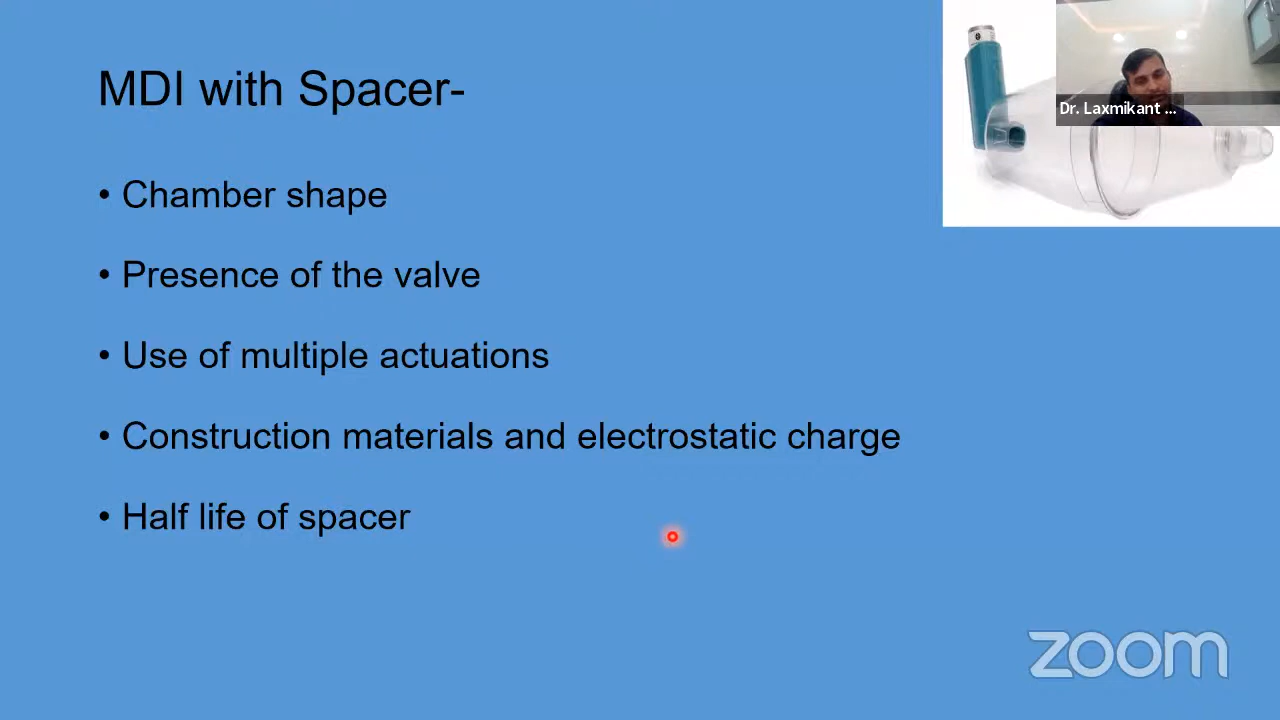 MDI with Spacer-
Dr. Laxmikant ...
• Chamber shape
• Presence of the valve
• Use of multiple actuations
• Construction materials and electrostatic charge
• Half life of spacer
zoom